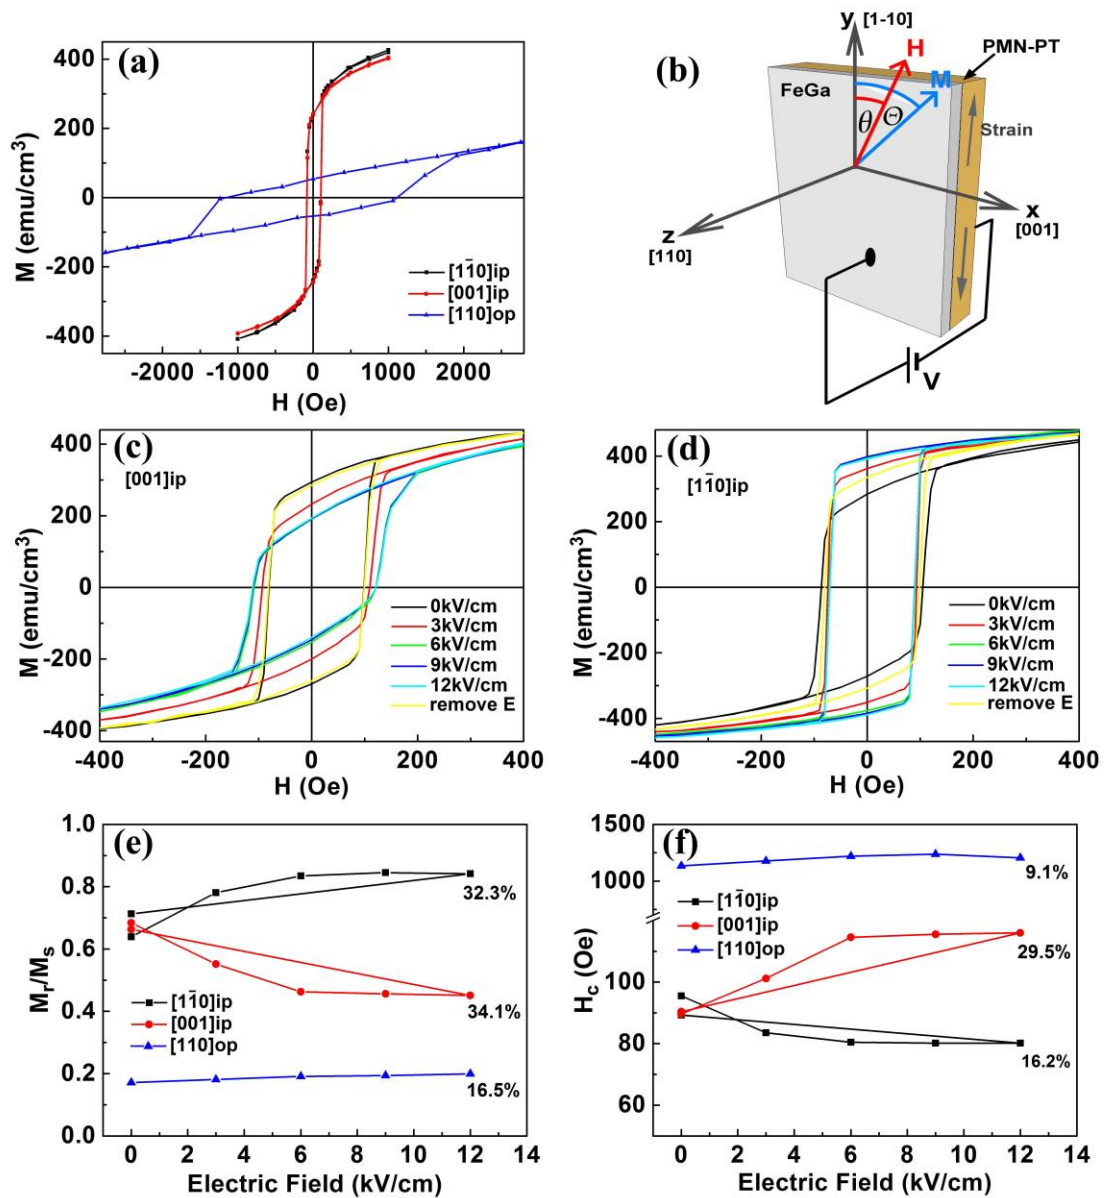 (a)
M (emu/cm³)
400
200
0
-200
-400
[11̄0]ip
[001]ip
[110]op
-2000 -1000 0 1000 2000
H (Oe)
(b)
y [1-10]
H
PMN-PT
FeGa
M
θ Θ
Strain
x
[001]
z
[110]
V
(c)
[001]ip
M (emu/cm³)
400
200
0
-200
-400
0kV/cm
3kV/cm
6kV/cm
9kV/cm
12kV/cm
remove E
-400 -200 0 200 400
H (Oe)
(d)
[11̄0]ip
M (emu/cm³)
400
200
0
-200
-400
0kV/cm
3kV/cm
6kV/cm
9kV/cm
12kV/cm
remove E
-400 -200 0 200 400
H (Oe)
(e)
Mr/Ms
1.0
0.8
0.6
0.4
0.2
0.0
32.3%
34.1%
16.5%
[11̄0]ip
[001]ip
[110]op
0 2 4 6 8 10 12 14
Electric Field (kV/cm)
(f)
Hc (Oe)
1500
1000
100
80
60
9.1%
29.5%
16.2%
[11̄0]ip
[001]ip
[110]op
0 2 4 6 8 10 12 14
Electric Field (kV/cm)